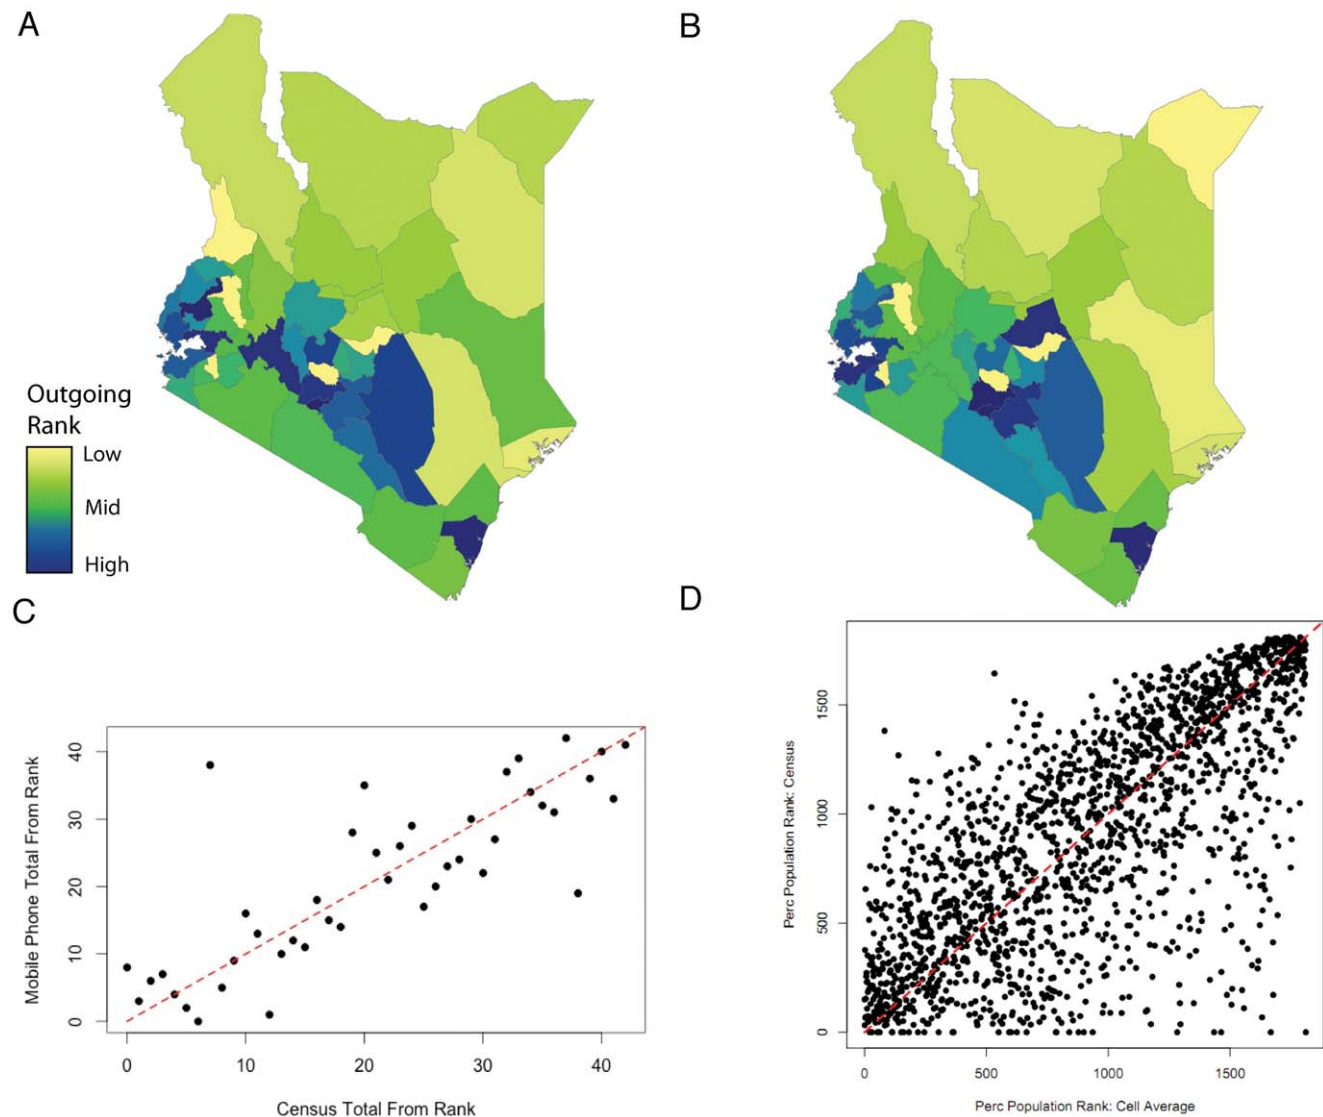 A
B
Outgoing
Rank
Low
Mid
High
C
D
Mobile Phone Total From Rank
40
30
20
10
0
0
10
20
30
40
Census Total From Rank
Perc Population Rank: Census
1500
1000
500
0
0
500
1000
1500
Perc Population Rank: Cell Average